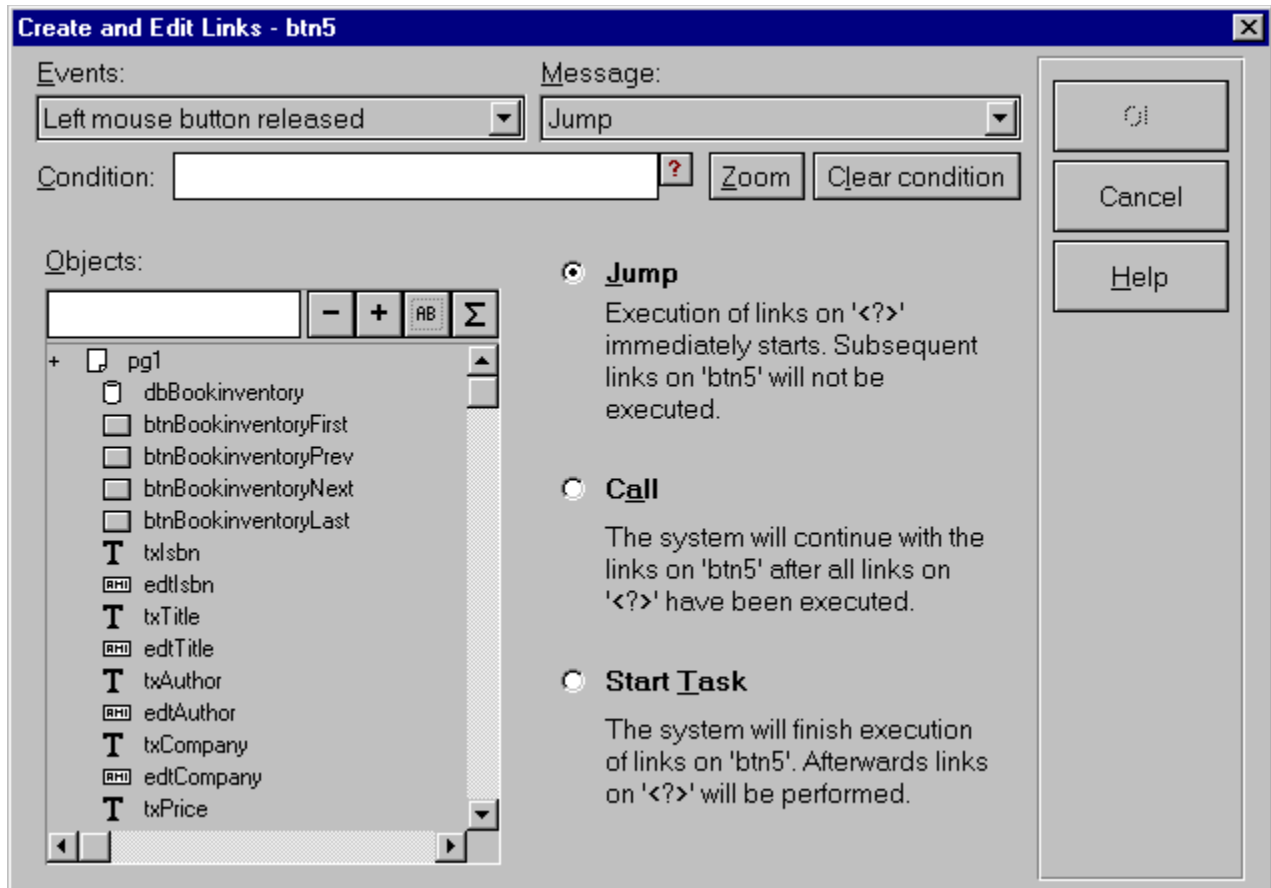 Create and Edit Links - btn5
Events:
Message:
Left mouse button released
Jump
Condition:
?
Zoom
Clear condition
Cancel
Help
Objects:
- + AB Σ
+ pg1
dbBookinventory
btnBookinventoryFirst
btnBookinventoryPrev
btnBookinventoryNext
btnBookinventoryLast
T txIsbn
edtIsbn
T txTitle
edtTitle
T txAuthor
edtAuthor
T txCompany
edtCompany
T txPrice
Jump
Execution of links on '<?>'
immediately starts. Subsequent
links on 'btn5' will not be
executed.
Call
The system will continue with the
links on 'btn5' after all links on
'<?>' have been executed.
Start Task
The system will finish execution
of links on 'btn5'. Afterwards links
on '<?>' will be performed.